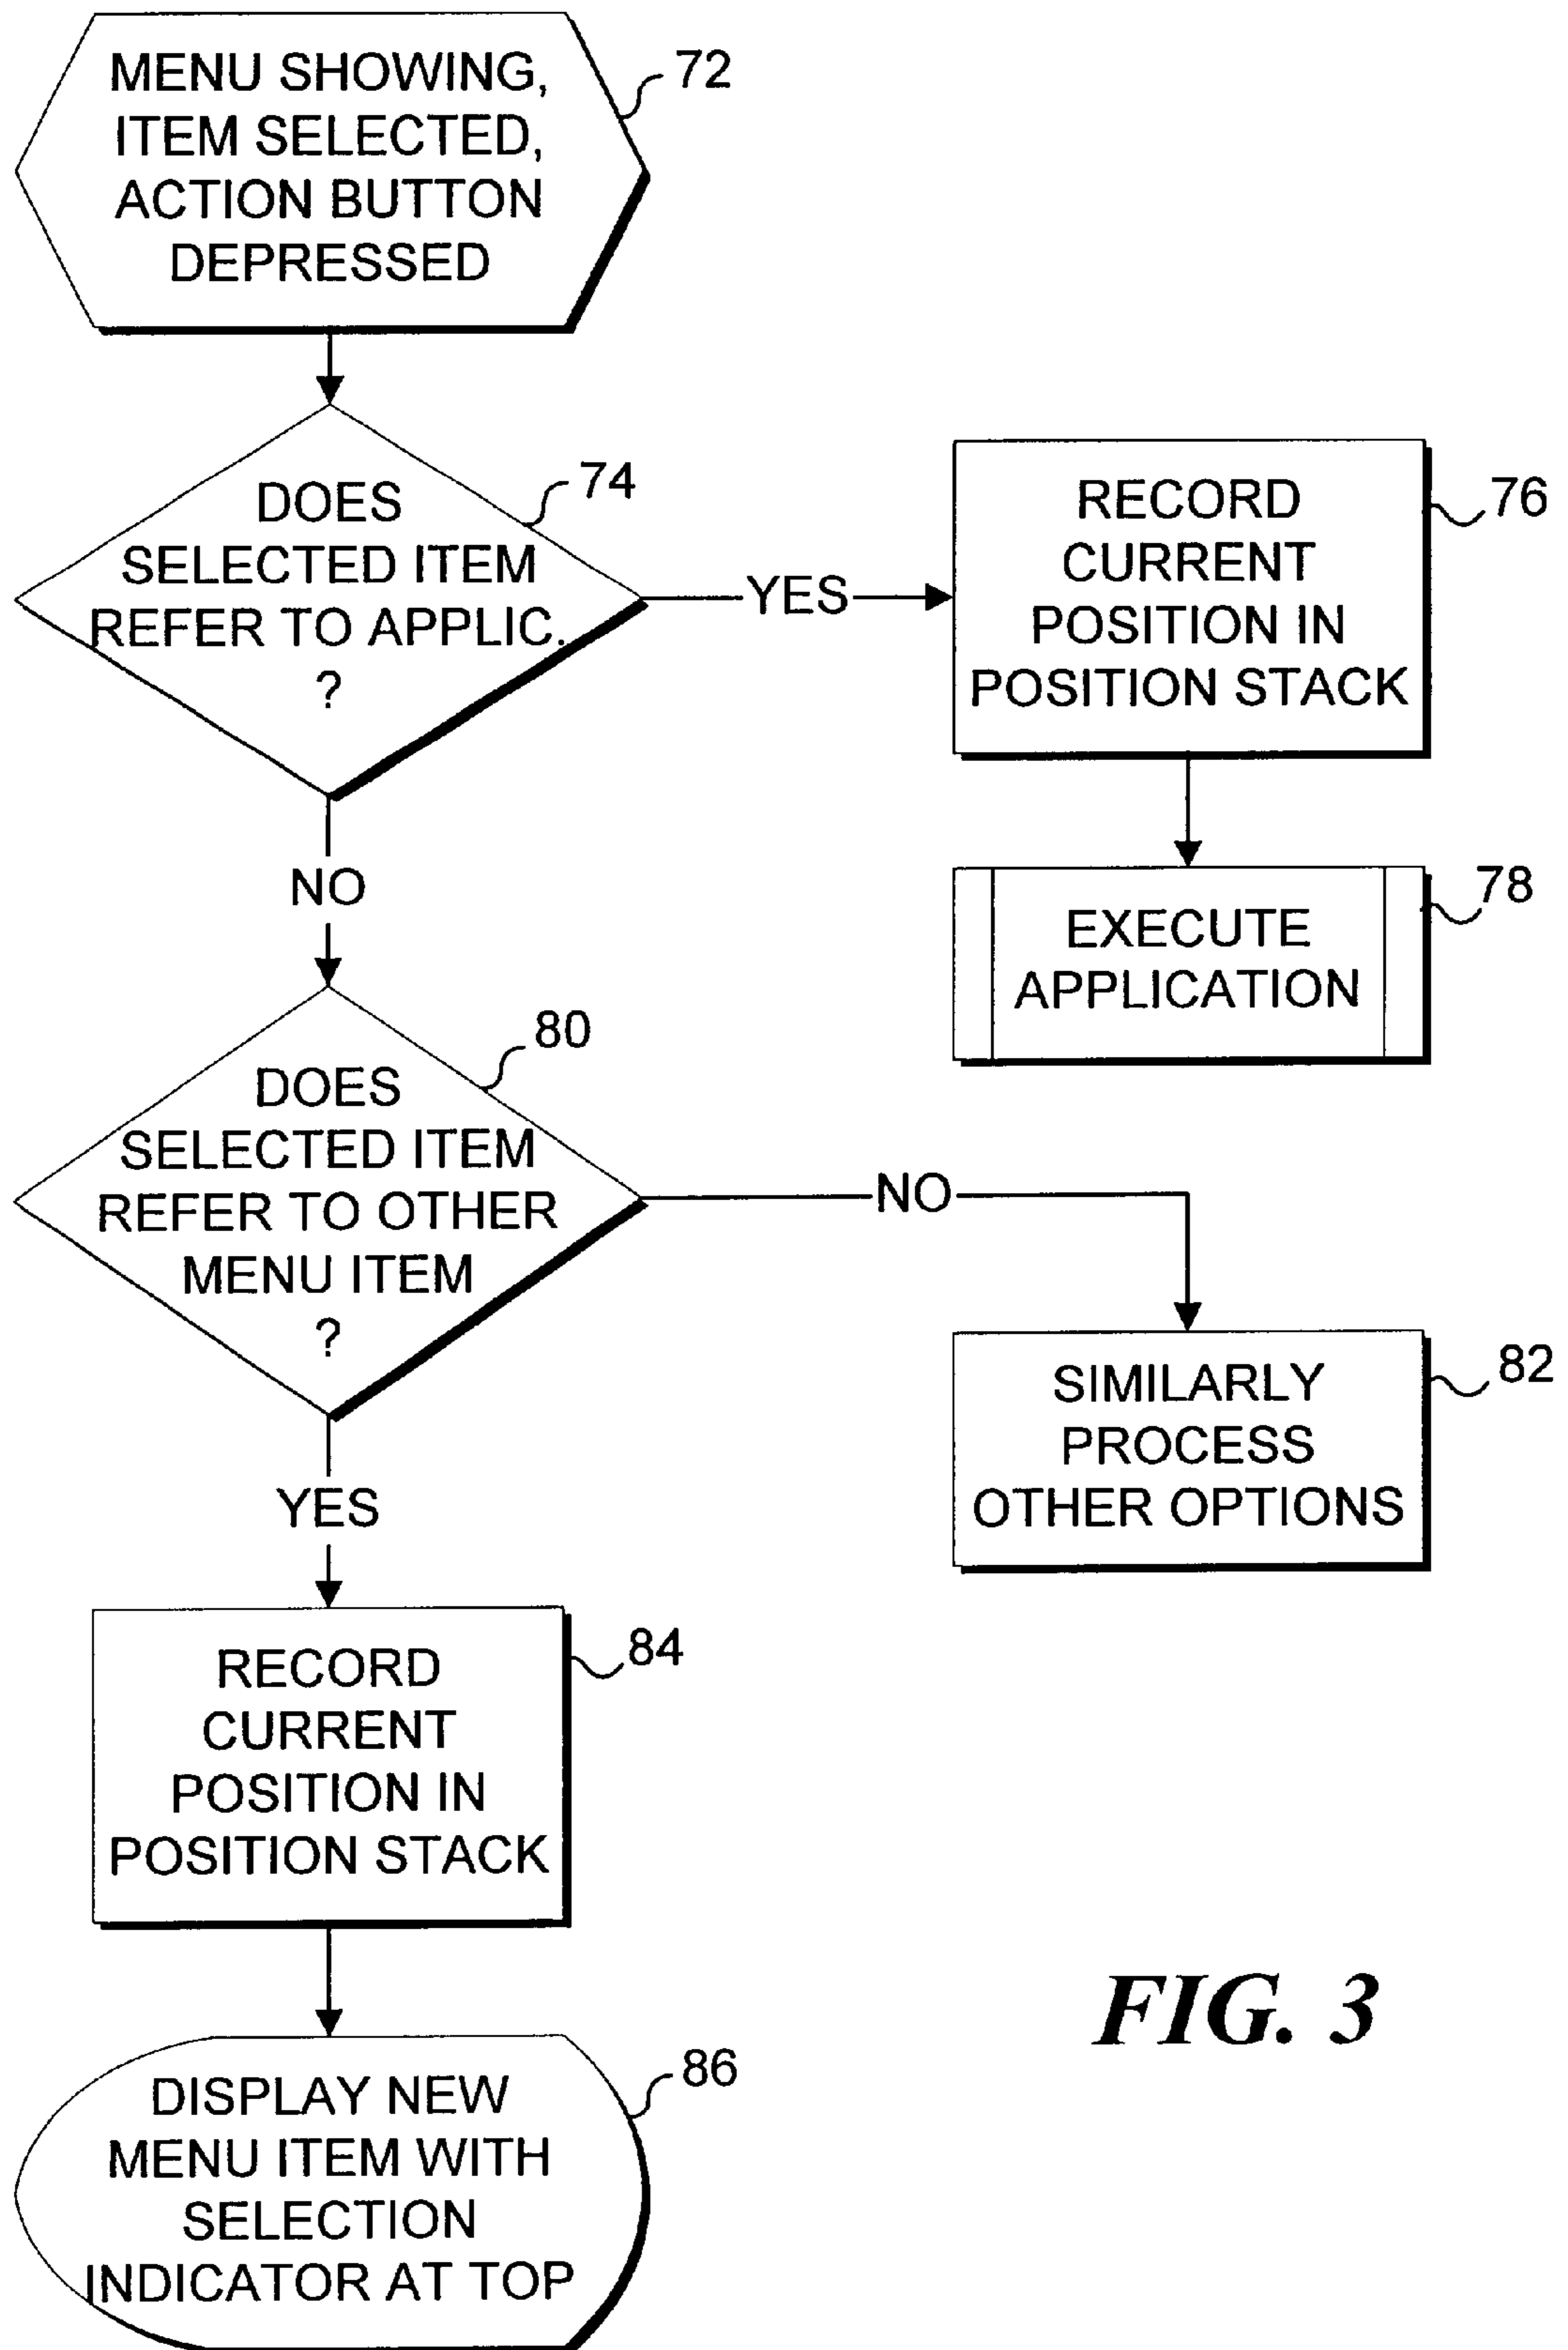 MENU SHOWING,
ITEM SELECTED,
ACTION BUTTON
DEPRESSED
72
DOES
SELECTED ITEM
REFER TO APPLIC.
?
74
YES
RECORD
CURRENT
POSITION IN
POSITION STACK
76
EXECUTE
APPLICATION
78
NO
DOES
SELECTED ITEM
REFER TO OTHER
MENU ITEM
?
80
NO
SIMILARLY
PROCESS
OTHER OPTIONS
82
YES
RECORD
CURRENT
POSITION IN
POSITION STACK
84
DISPLAY NEW
MENU ITEM WITH
SELECTION
INDICATOR AT TOP
86
FIG. 3